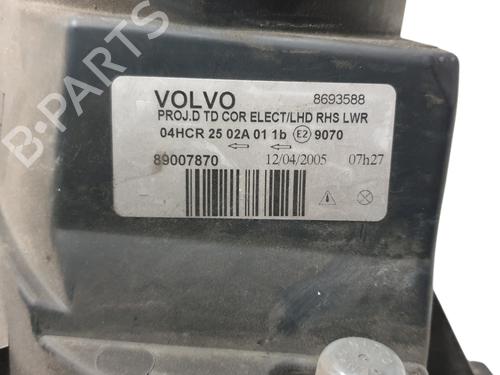 B-PARTS
VOLVO 8693588
PROJ.D TD COR ELECT/LHD RHS LWR
04HCR 25 02A 01 1b E2 9070
89007870 12/04/2005 07h27